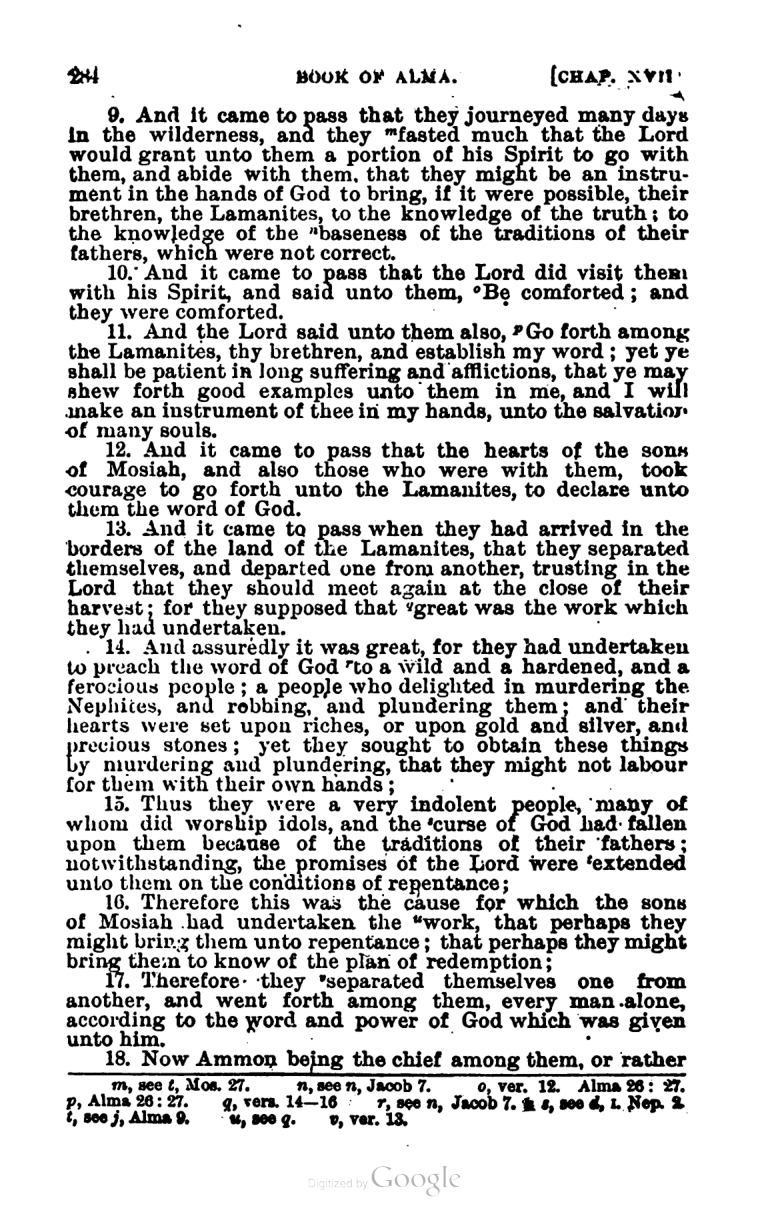 284 BOOK OF ALMA. [CHAP. XVII
9. And it came to pass that they journeyed many days
in the wilderness, and they ᵐfasted much that the Lord
would grant unto them a portion of his Spirit to go with
them, and abide with them, that they might be an instru-
ment in the hands of God to bring, if it were possible, their
brethren, the Lamanites, to the knowledge of the truth; to
the knowledge of the ⁿbaseness of the traditions of their
fathers, which were not correct.
10. And it came to pass that the Lord did visit them
with his Spirit, and said unto them, ᵒBe comforted; and
they were comforted.
11. And the Lord said unto them also, ᵖGo forth among
the Lamanites, thy brethren, and establish my word; yet ye
shall be patient in long suffering and afflictions, that ye may
shew forth good examples unto them in me, and I will
make an instrument of thee in my hands, unto the salvation
of many souls.
12. And it came to pass that the hearts of the sons
of Mosiah, and also those who were with them, took
courage to go forth unto the Lamanites, to declare unto
them the word of God.
13. And it came to pass when they had arrived in the
borders of the land of the Lamanites, that they separated
themselves, and departed one from another, trusting in the
Lord that they should meet again at the close of their
harvest; for they supposed that qgreat was the work which
they had undertaken.
14. And assuredly it was great, for they had undertaken
to preach the word of God ʳto a wild and a hardened, and a
ferocious people; a people who delighted in murdering the
Nephites, and robbing, and plundering them; and their
hearts were set upon riches, or upon gold and silver, and
precious stones; yet they sought to obtain these things
by murdering and plundering, that they might not labour
for them with their own hands;
15. Thus they were a very indolent people, many of
whom did worship idols, and the ˢcurse of God had fallen
upon them because of the traditions of their fathers;
notwithstanding, the promises of the Lord were ᵗextended
unto them on the conditions of repentance;
16. Therefore this was the cause for which the sons
of Mosiah had undertaken the ᵘwork, that perhaps they
might bring them unto repentance; that perhaps they might
bring them to know of the plan of redemption;
17. Therefore they ᵛseparated themselves one from
another, and went forth among them, every man alone,
according to the word and power of God which was given
unto him.
18. Now Ammon being the chief among them, or rather
m, see t, Mos. 27. n, see n, Jacob 7. o, ver. 12. Alma 26: 27.
p, Alma 26: 27. q, vers. 14—16 r, see n, Jacob 7. s, see d, 1. Nep. 2
t, see j, Alma 9. u, see q. v, ver. 13.
Digitized by Google